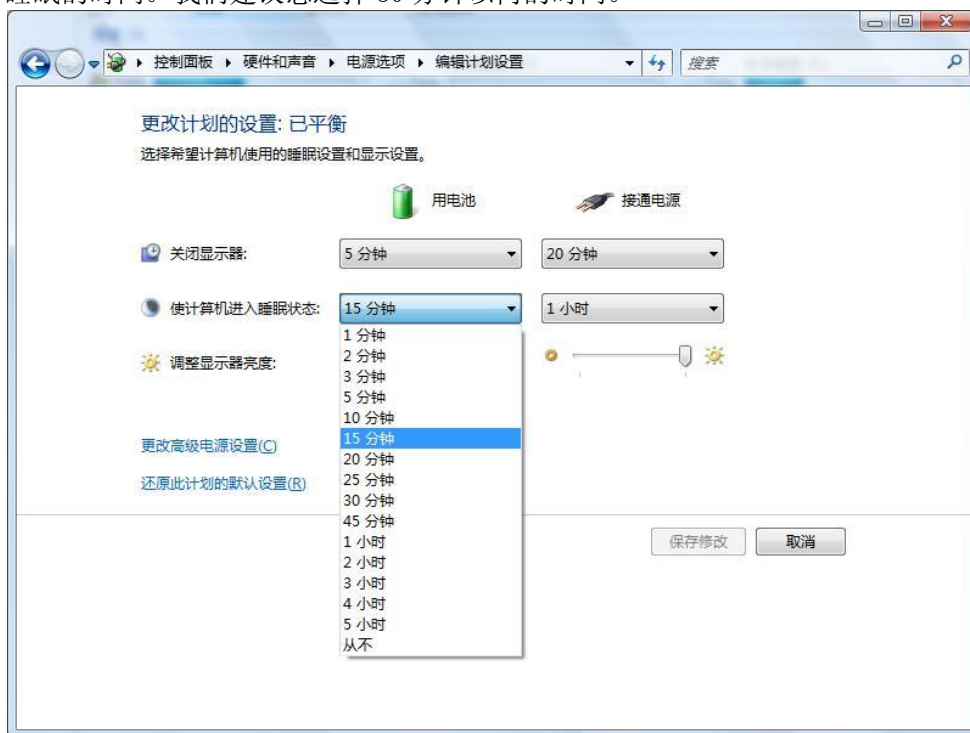 控制面板 ▸ 硬件和声音 ▸ 电源选项 ▸ 编辑计划设置 搜索
更改计划的设置: 已平衡
选择希望计算机使用的睡眠设置和显示设置。
用电池 接通电源
关闭显示器: 5 分钟 20 分钟
使计算机进入睡眠状态: 15 分钟 1 小时
1 分钟
2 分钟
调整显示器亮度:
3 分钟
5 分钟
10 分钟
15 分钟
更改高级电源设置(C)
20 分钟
25 分钟
还原此计划的默认设置(R)
30 分钟
45 分钟
1 小时
保存修改 取消
2 小时
3 小时
4 小时
5 小时
从不